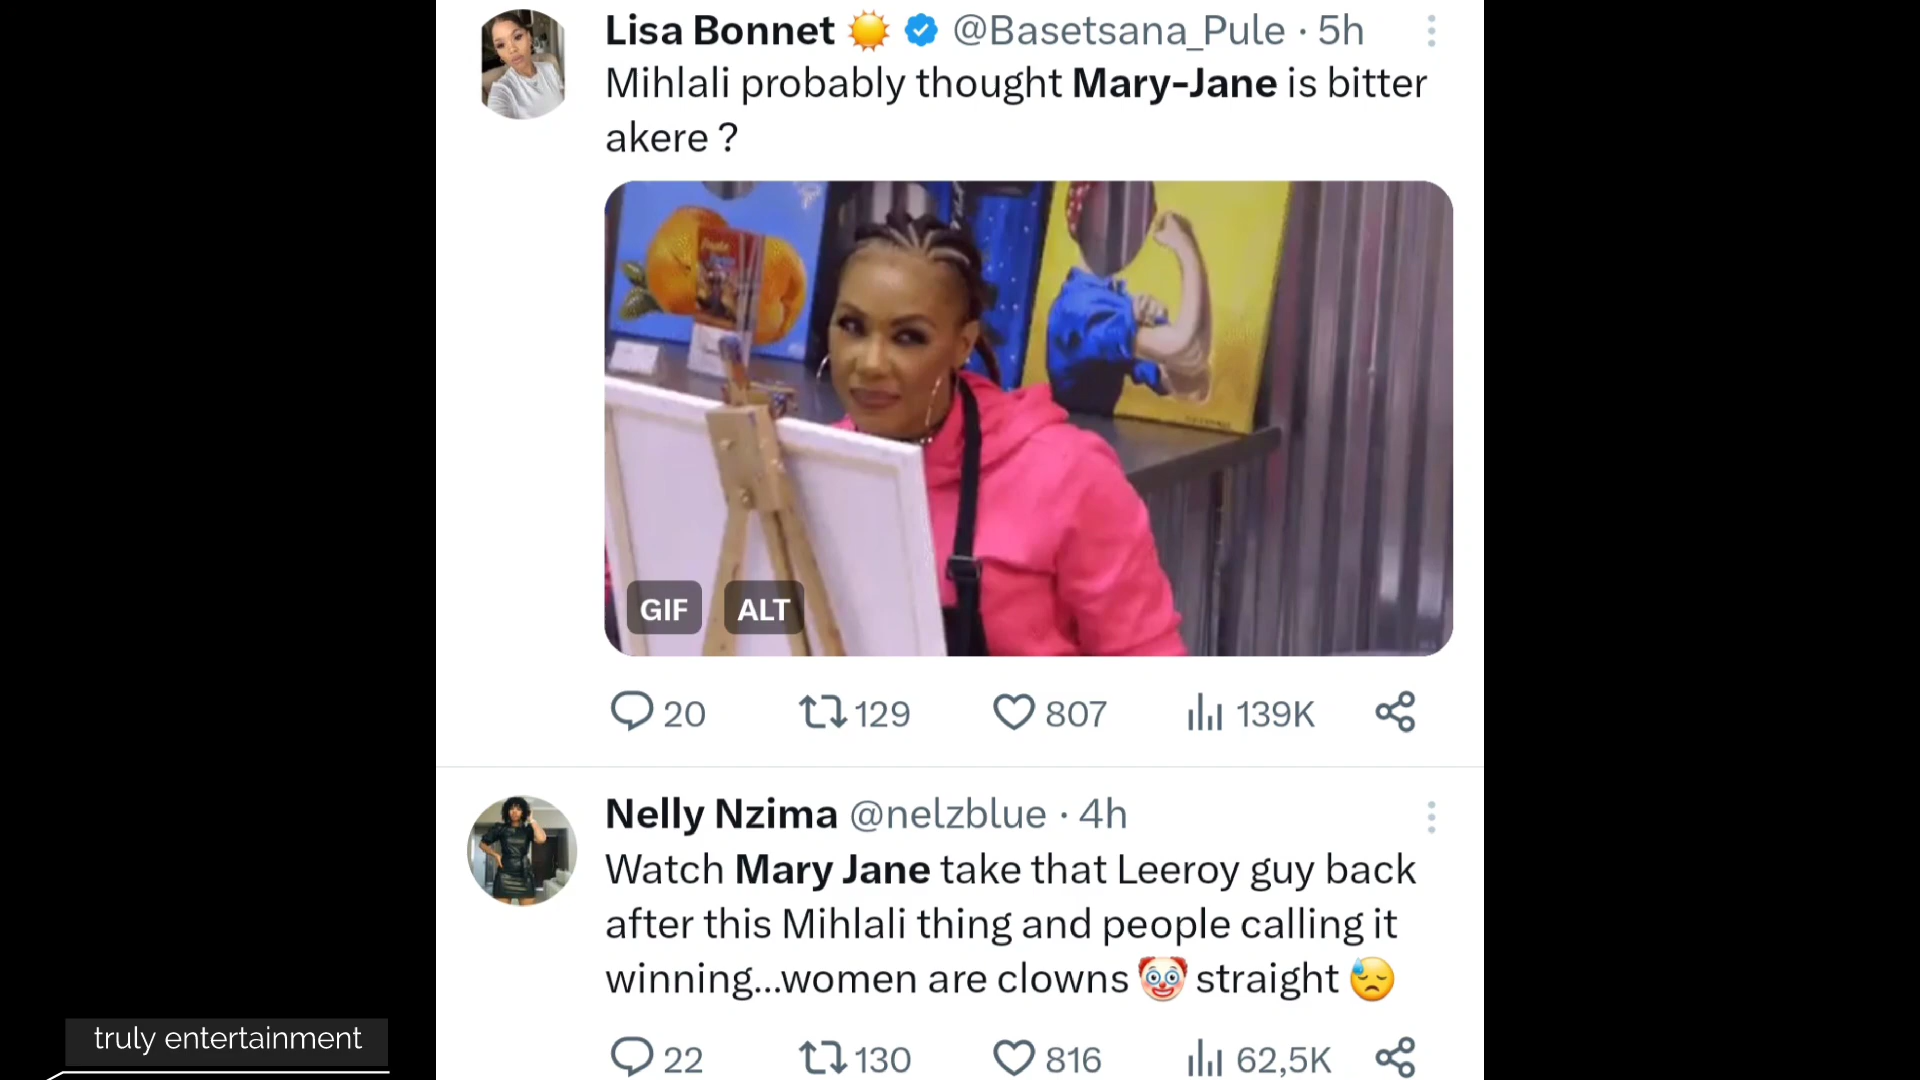 Lisa Bonnet ☀️ @Basetsana_Pule · 5h
Mihlali probably thought Mary-Jane is bitter
akere ?
GIF ALT
20 129 807 139K
Nelly Nzima @nelzblue · 4h
Watch Mary Jane take that Leeroy guy back
after this Mihlali thing and people calling it
winning...women are clowns 🤡 straight 😓
22 130 816 62,5K
truly entertainment